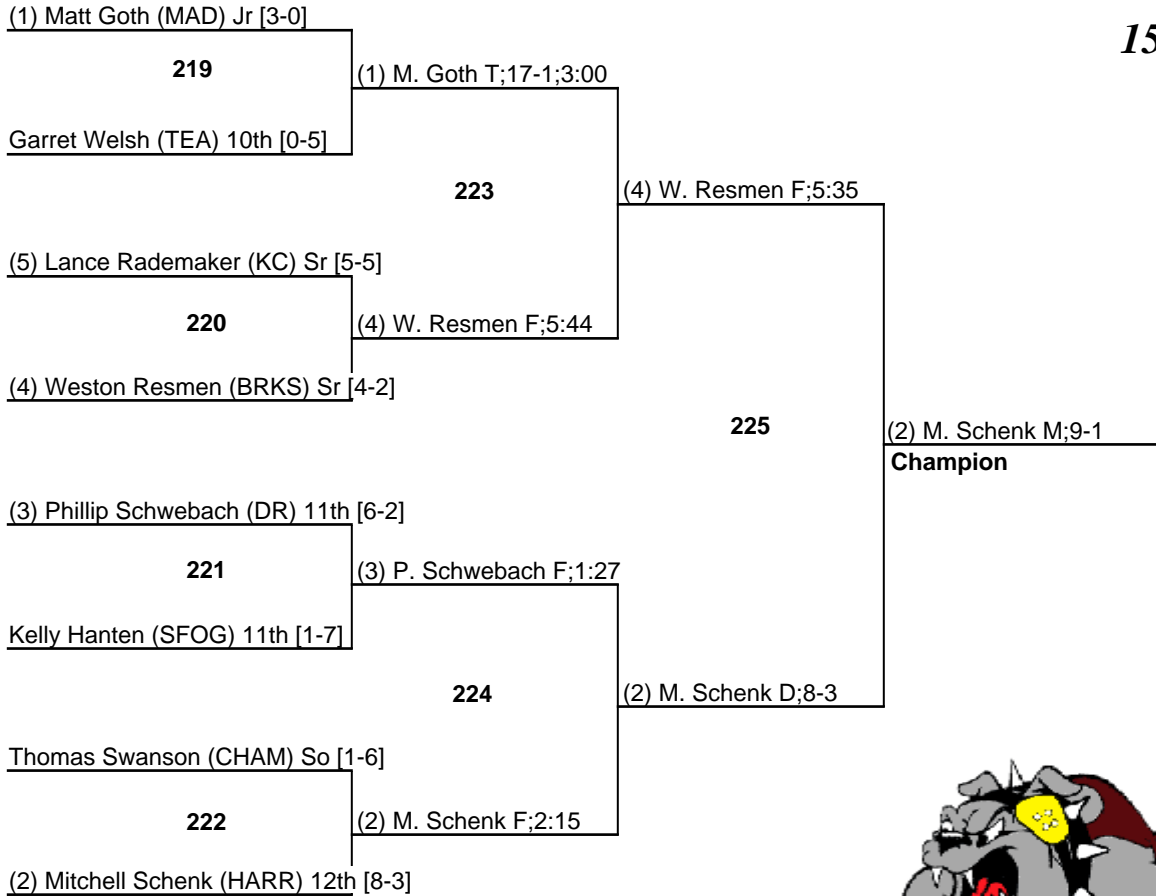 (1) Matt Goth (MAD) Jr [3-0]
15
219
(1) M. Goth T;17-1;3:00
Garret Welsh (TEA) 10th [0-5]
223
(4) W. Resmen F;5:35
(5) Lance Rademaker (KC) Sr [5-5]
220
(4) W. Resmen F;5:44
(4) Weston Resmen (BRKS) Sr [4-2]
225
(2) M. Schenk M;9-1
Champion
(3) Phillip Schwebach (DR) 11th [6-2]
221
(3) P. Schwebach F;1:27
Kelly Hanten (SFOG) 11th [1-7]
224
(2) M. Schenk D;8-3
Thomas Swanson (CHAM) So [1-6]
222
(2) M. Schenk F;2:15
(2) Mitchell Schenk (HARR) 12th [8-3]